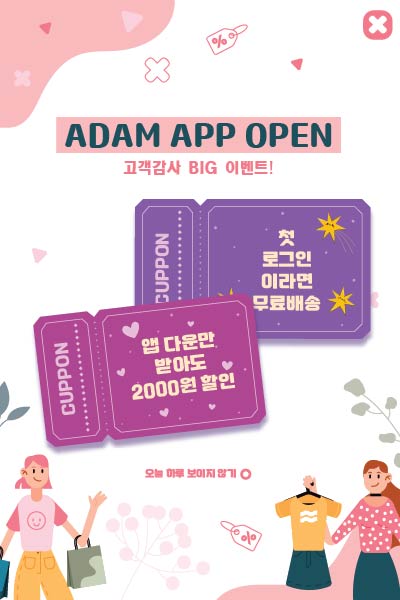 ADAM APP OPEN
고객감사 BIG 이벤트!
CUPPON
첫
로그인
이라면
무료배송
CUPPON
앱 다운만
받아도
2000원 할인
오늘 하루 보이지 않기
%
%